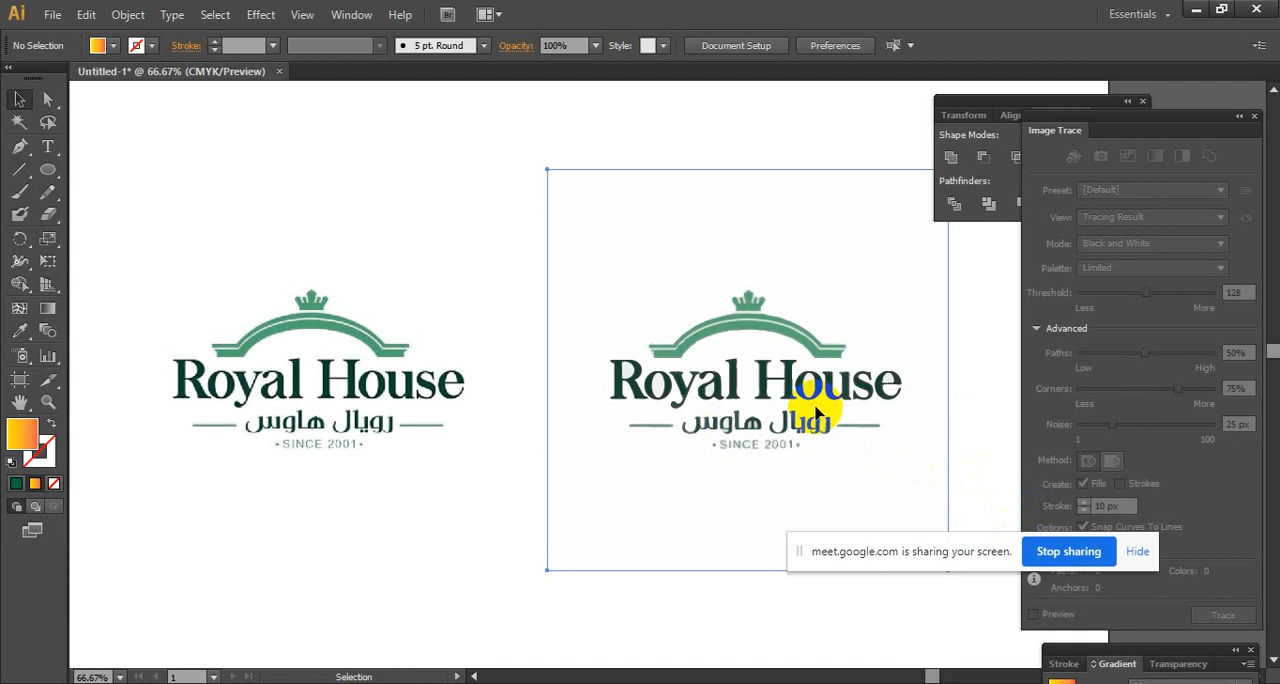 Ai File Edit Object Type Select Effect View Window Help Br Essentials
No Selection Stroke: 5 pt. Round Opacity: 100% Style: Document Setup Preferences
Untitled-1* @ 66.67% (CMYK/Preview)
Transform Align
Shape Modes:
Pathfinders:
Image Trace
Preset: [Default]
View: Tracing Result
Mode: Black and White
Palette: Limited
Threshold: 128
Less More
Advanced
Paths: 50%
Low High
Corners: 75%
Less More
Noise: 25 px
1 100
Method:
Create: Fills Strokes
Stroke: 10 px
Options: Snap Curves To Lines
Colors: 0
Anchors: 0
Preview Trace
Royal House
رويال هاوس
• SINCE 2001 •
Royal House
رويال هاوس
• SINCE 2001 •
meet.google.com is sharing your screen. Stop sharing Hide
Stroke Gradient Transparency
66.67% 1 Selection